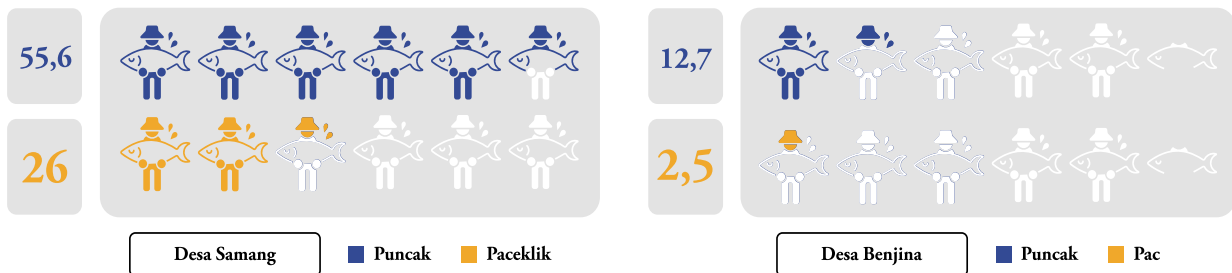 55,6
26
Desa Samang
Puncak
Paceklik
12,7
2,5
Desa Benjina
Puncak
Pac